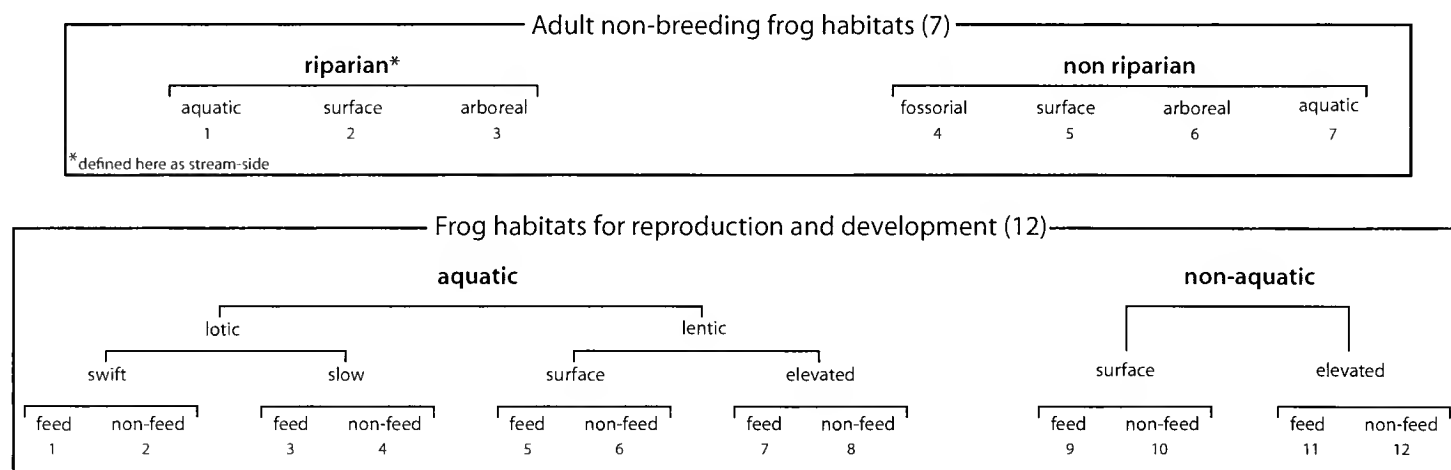 Adult non-breeding frog habitats (7)
riparian* non riparian
aquatic surface arboreal fossorial surface arboreal aquatic
1 2 3 4 5 6 7
*defined here as stream-side
Frog habitats for reproduction and development (12)
aquatic non-aquatic
lotic lentic
swift slow surface elevated surface elevated
feed non-feed feed non-feed feed non-feed feed non-feed feed non-feed feed non-feed
1 2 3 4 5 6 7 8 9 10 11 12